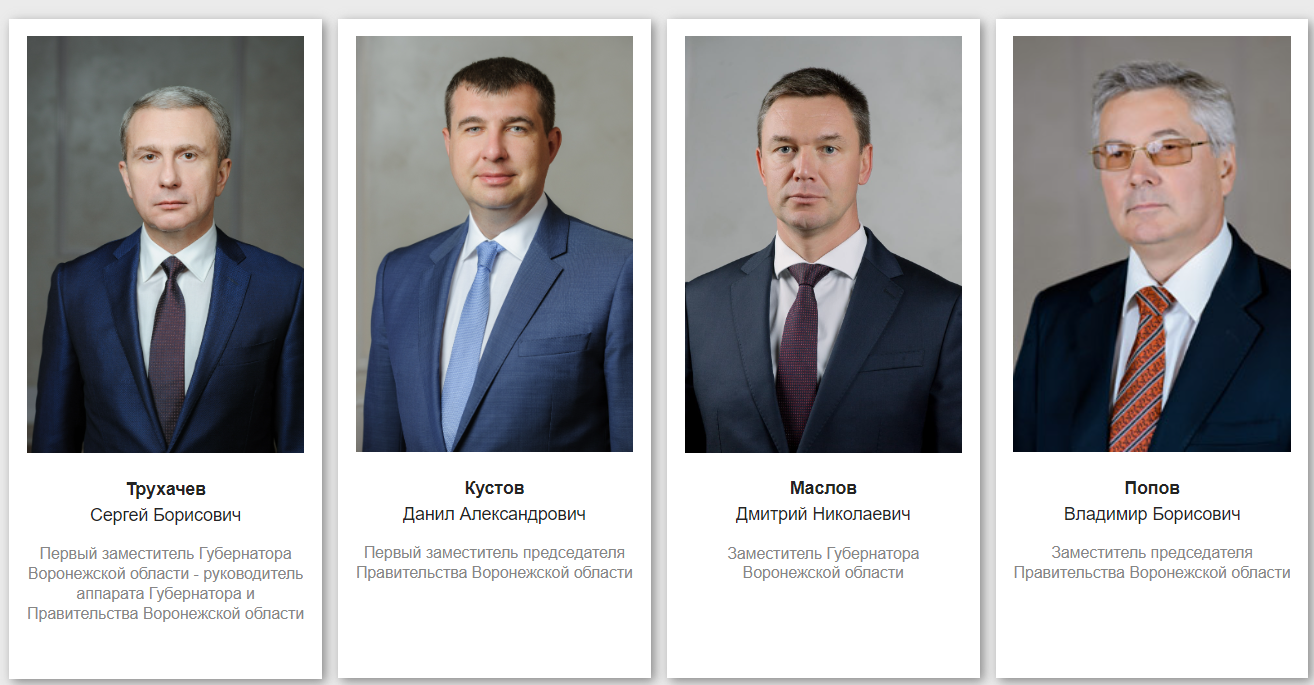 Трухачев
Сергей Борисович
Первый заместитель Губернатора
Воронежской области - руководитель
аппарата Губернатора и
Правительства Воронежской области
Кустов
Данил Александрович
Первый заместитель председателя
Правительства Воронежской области
Маслов
Дмитрий Николаевич
Заместитель Губернатора
Воронежской области
Попов
Владимир Борисович
Заместитель председателя
Правительства Воронежской области